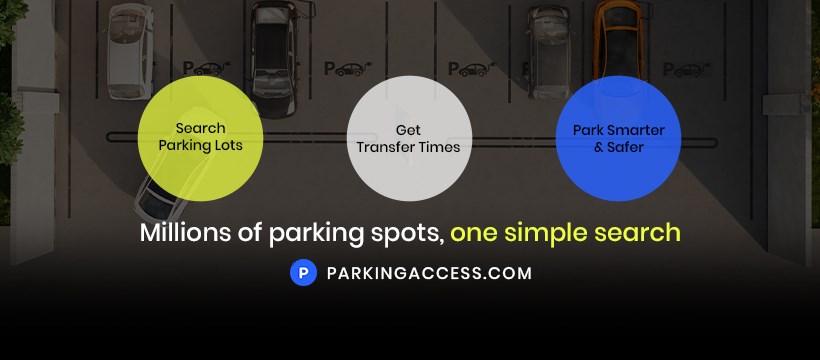 Search
Parking Lots
Get
Transfer Times
Park Smarter
& Safer
Millions of parking spots, one simple search
P PARKINGACCESS.COM